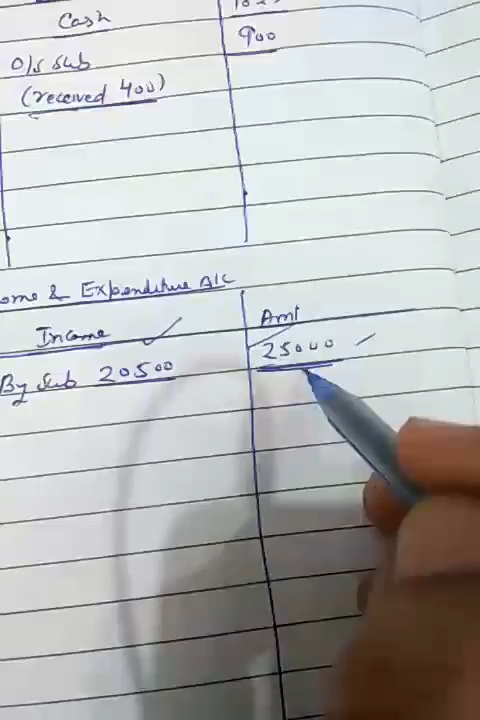 Cash
O/S Sub
900
(received 400)
ome & Expenditure A/C
Income
Amt
25000
By Sub 20500